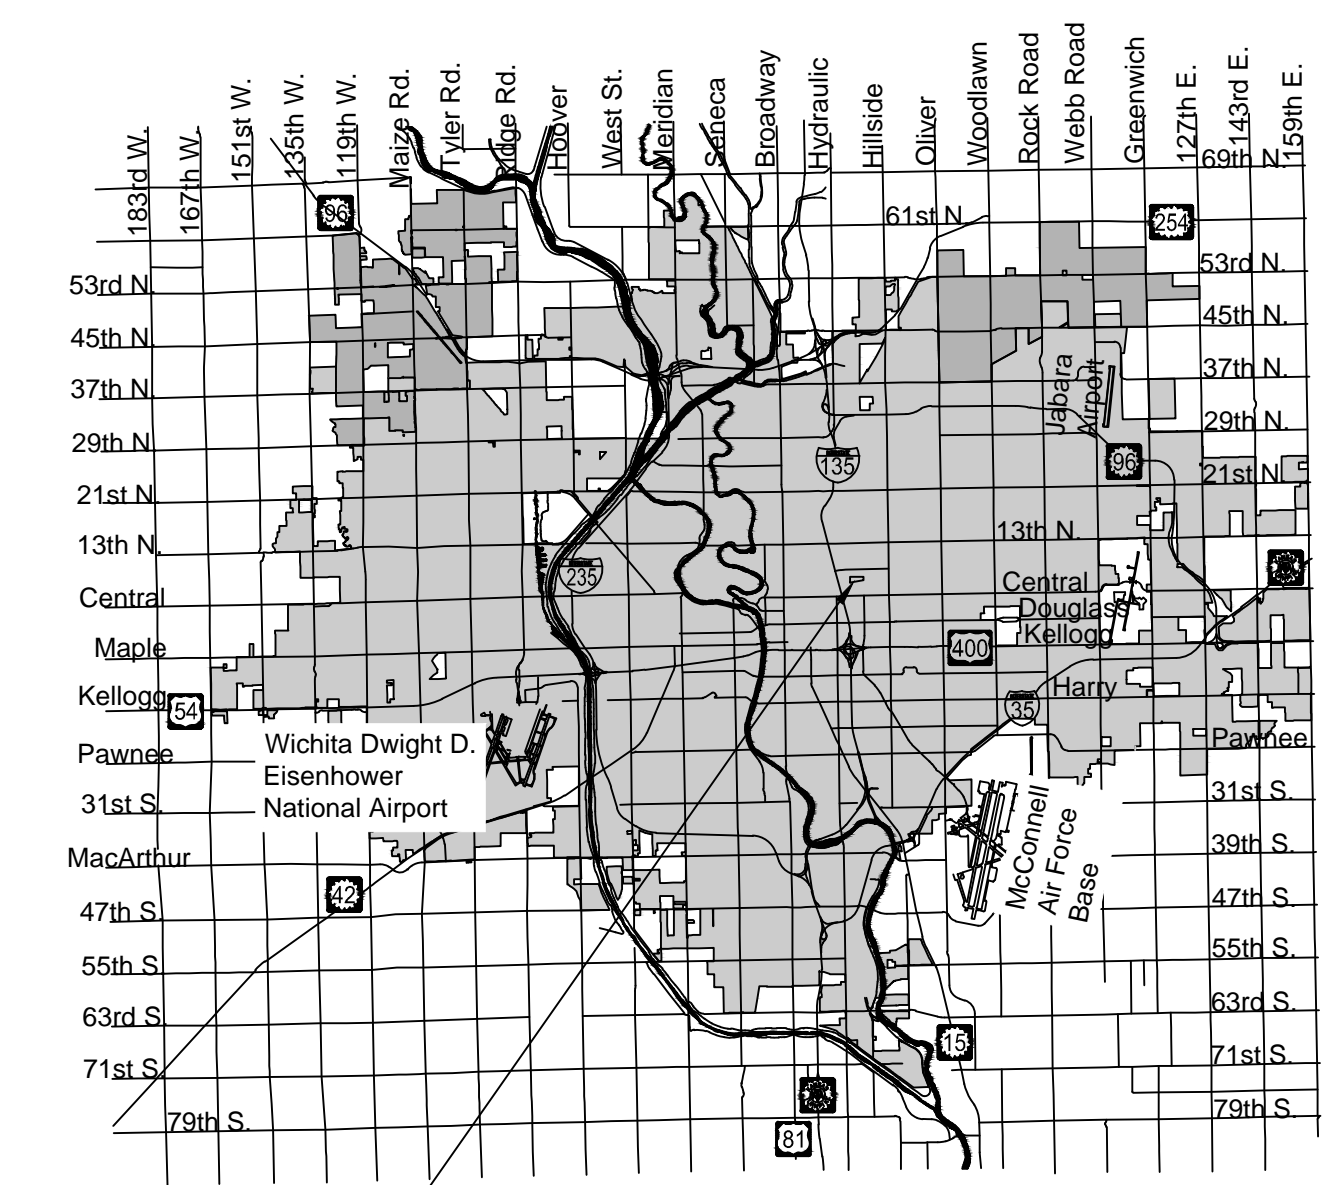 183rd W.
167th W.
151st W.
135th W.
119th W.
Maize Rd.
Tyler Rd.
Ridge Rd.
Hoover
West St.
Meridian
Seneca
Broadway
Hydraulic
Hillside
Oliver
Woodlawn
Rock Road
Webb Road
Greenwich
127th E.
143rd E.
159th E.
69th N.
96
61st N.
254
53rd N.
53rd N.
45th N.
45th N.
37th N.
37th N.
Jabara
Airport
29th N.
29th N.
135
96
21st N.
21st N.
13th N.
13th N.
235
Central
Central
Douglass
Maple
Kellogg
400
Kellogg
54
Harry
35
Wichita Dwight D.
Eisenhower
National Airport
Pawnee
Pawnee
31st S.
31st S.
McConnell
Air Force
Base
MacArthur
39th S.
42
47th S.
47th S.
55th S.
55th S.
63rd S.
63rd S.
15
71st S.
71st S.
79th S.
79th S.
81